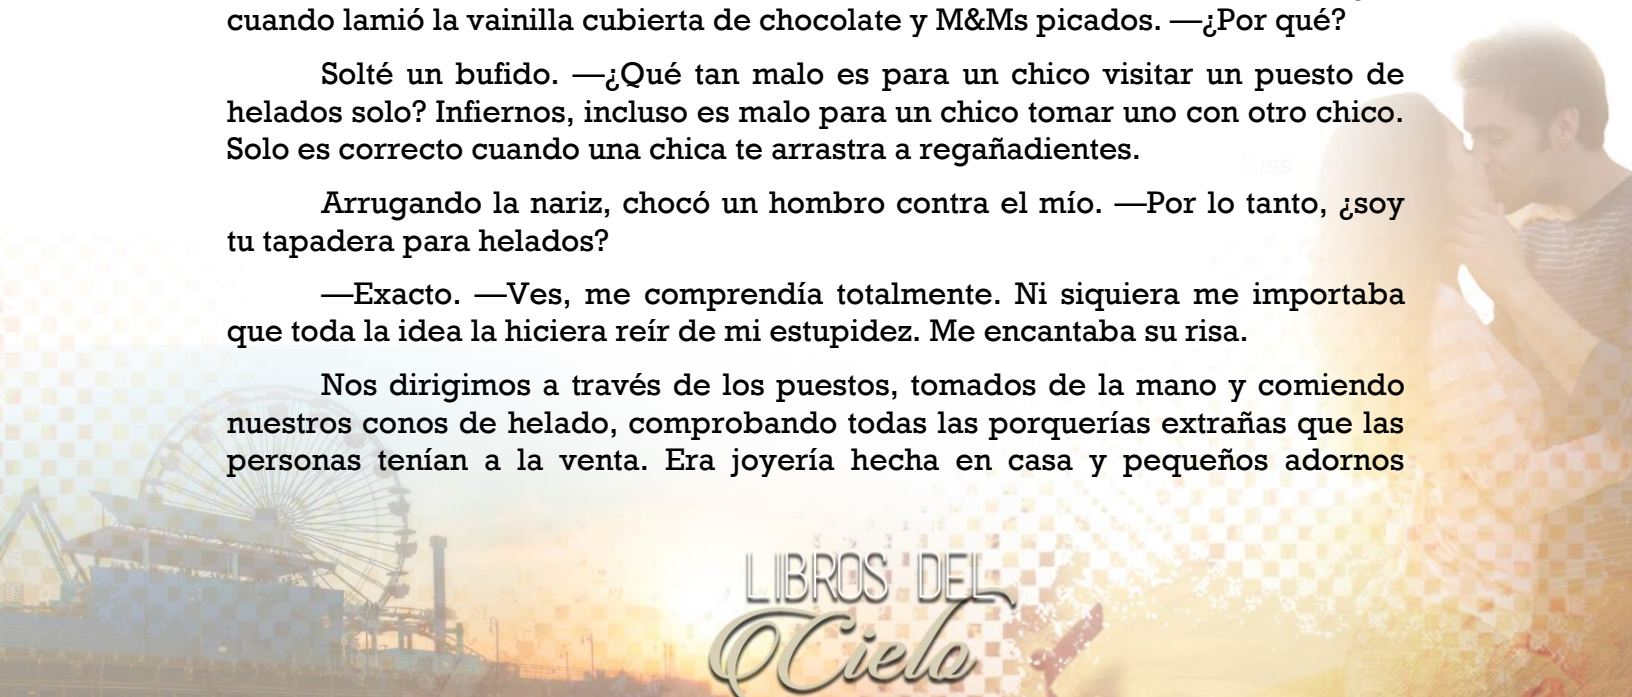 cuando lamió la vainilla cubierta de chocolate y M&Ms picados. —¿Por qué?
Solté un bufido. —¿Qué tan malo es para un chico visitar un puesto de
helados solo? Infiernos, incluso es malo para un chico tomar uno con otro chico.
Solo es correcto cuando una chica te arrastra a regañadientes.
Arrugando la nariz, chocó un hombro contra el mío. —Por lo tanto, ¿soy
tu tapadera para helados?
—Exacto. —Ves, me comprendía totalmente. Ni siquiera me importaba
que toda la idea la hiciera reír de mi estupidez. Me encantaba su risa.
Nos dirigimos a través de los puestos, tomados de la mano y comiendo
nuestros conos de helado, comprobando todas las porquerías extrañas que las
personas tenían a la venta. Era joyería hecha en casa y pequeños adornos
LIBROS DEL
Cielo